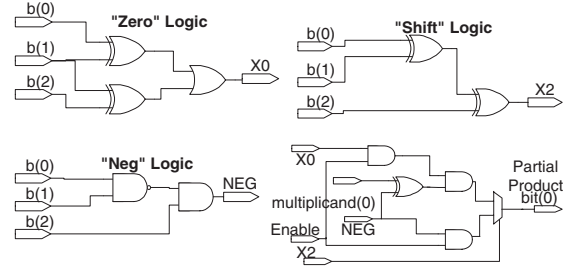 "Zero" Logic
b(0)
b(1)
b(2)
X0
"Shift" Logic
b(0)
b(1)
b(2)
X2
"Neg" Logic
b(0)
b(1)
b(2)
NEG
X0
multiplicand(0)
NEG
Enable
X2
Partial
Product
bit(0)